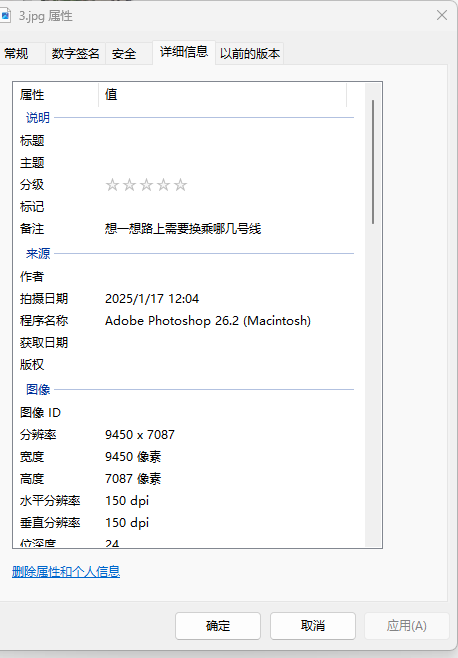 3.jpg 属性
常规 数字签名 安全 详细信息 以前的版本
属性 值
说明
标题
主题
分级 ☆☆☆☆☆
标记
备注 想一想路上需要换乘哪几号线
来源
作者
拍摄日期 2025/1/17 12:04
程序名称 Adobe Photoshop 26.2 (Macintosh)
获取日期
版权
图像
图像 ID
分辨率 9450 x 7087
宽度 9450 像素
高度 7087 像素
水平分辨率 150 dpi
垂直分辨率 150 dpi
位深度 24
删除属性和个人信息
确定 取消 应用(A)